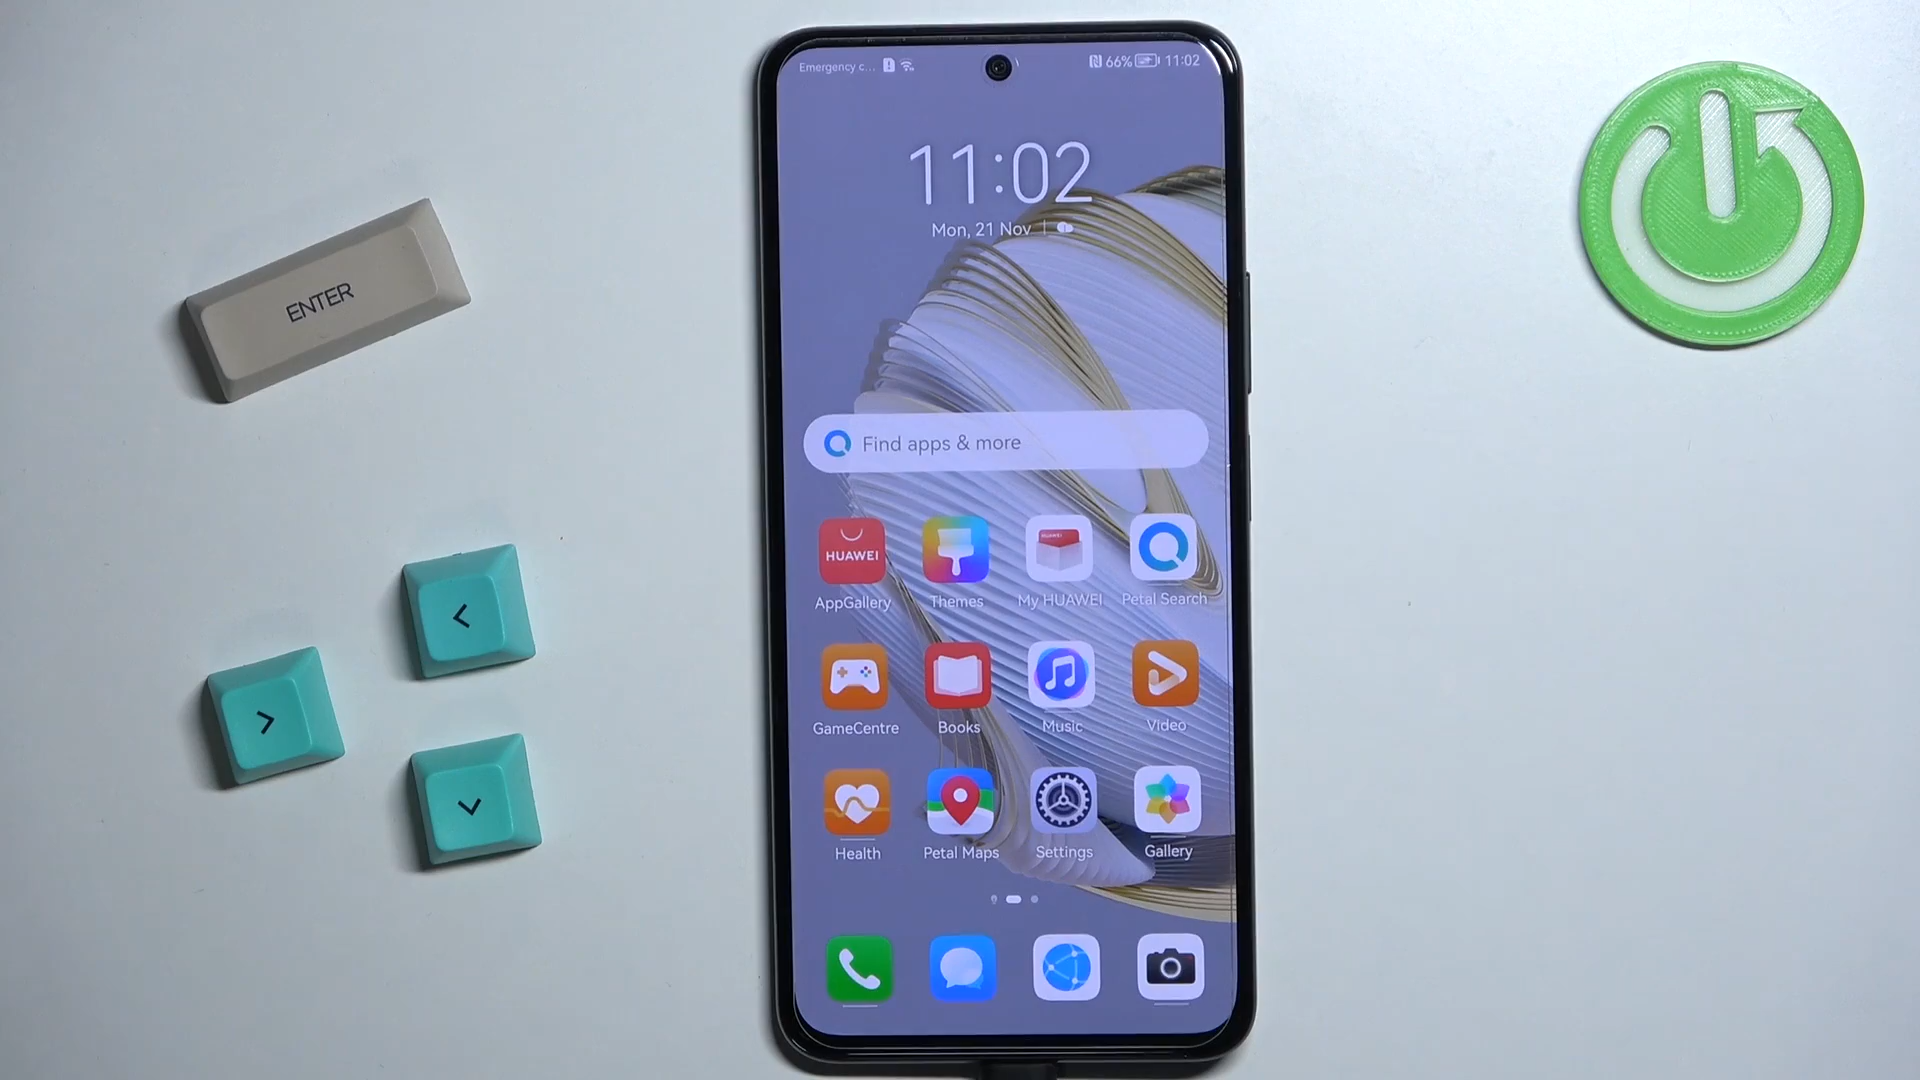 Emergency c...
66%
11:02
11:02
Mon, 21 Nov
Find apps & more
HUAWEI
HUAWEI
AppGallery
Themes
My HUAWEI
Petal Search
GameCentre
Books
Music
Video
Health
Petal Maps
Settings
Gallery
ENTER
<
>